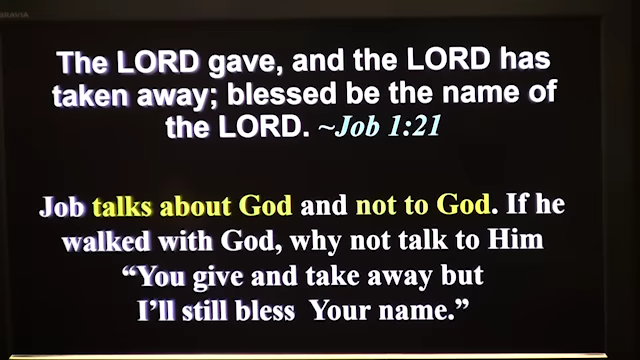 BRAVIA
The LORD gave, and the LORD has
taken away; blessed be the name of
the LORD. ~Job 1:21
Job talks about God and not to God. If he
walked with God, why not talk to Him
“You give and take away but
I’ll still bless Your name.”